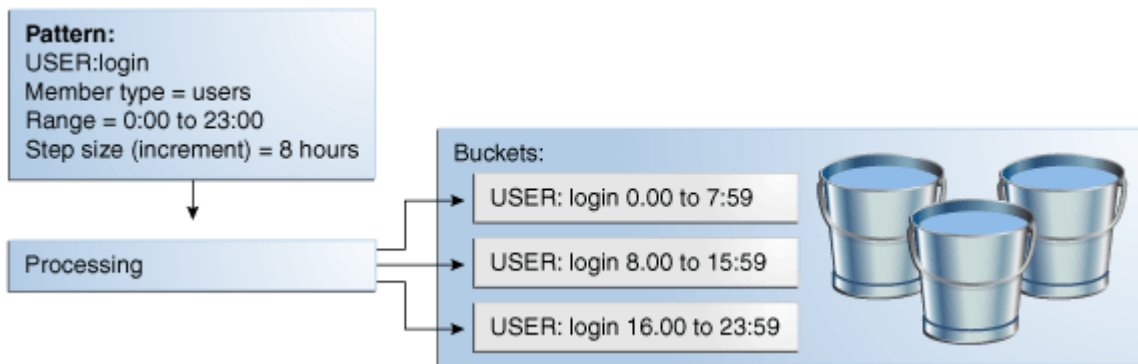 Pattern:
USER:login
Member type = users
Range = 0:00 to 23:00
Step size (increment) = 8 hours
Processing
Buckets:
USER: login 0.00 to 7:59
USER: login 8.00 to 15:59
USER: login 16.00 to 23:59